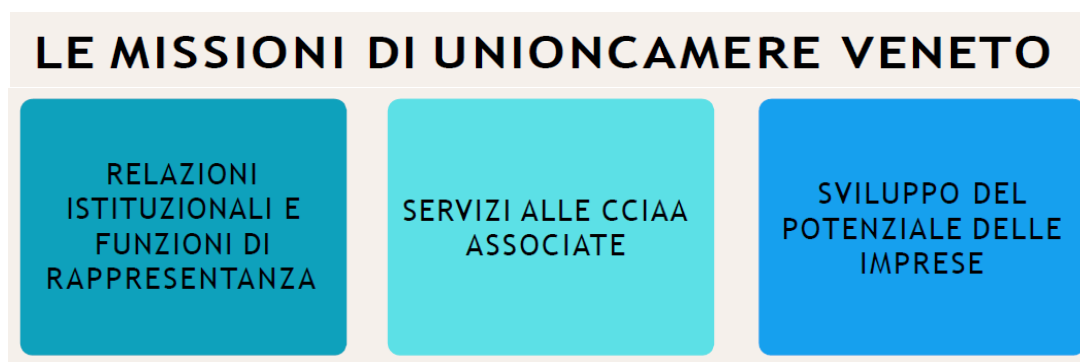 LE MISSIONI DI UNIONCAMERE VENETO
RELAZIONI
ISTITUZIONALI E
FUNZIONI DI
RAPPRESENTANZA
SERVIZI ALLE CCIAA
ASSOCIATE
SVILUPPO DEL
POTENZIALE DELLE
IMPRESE